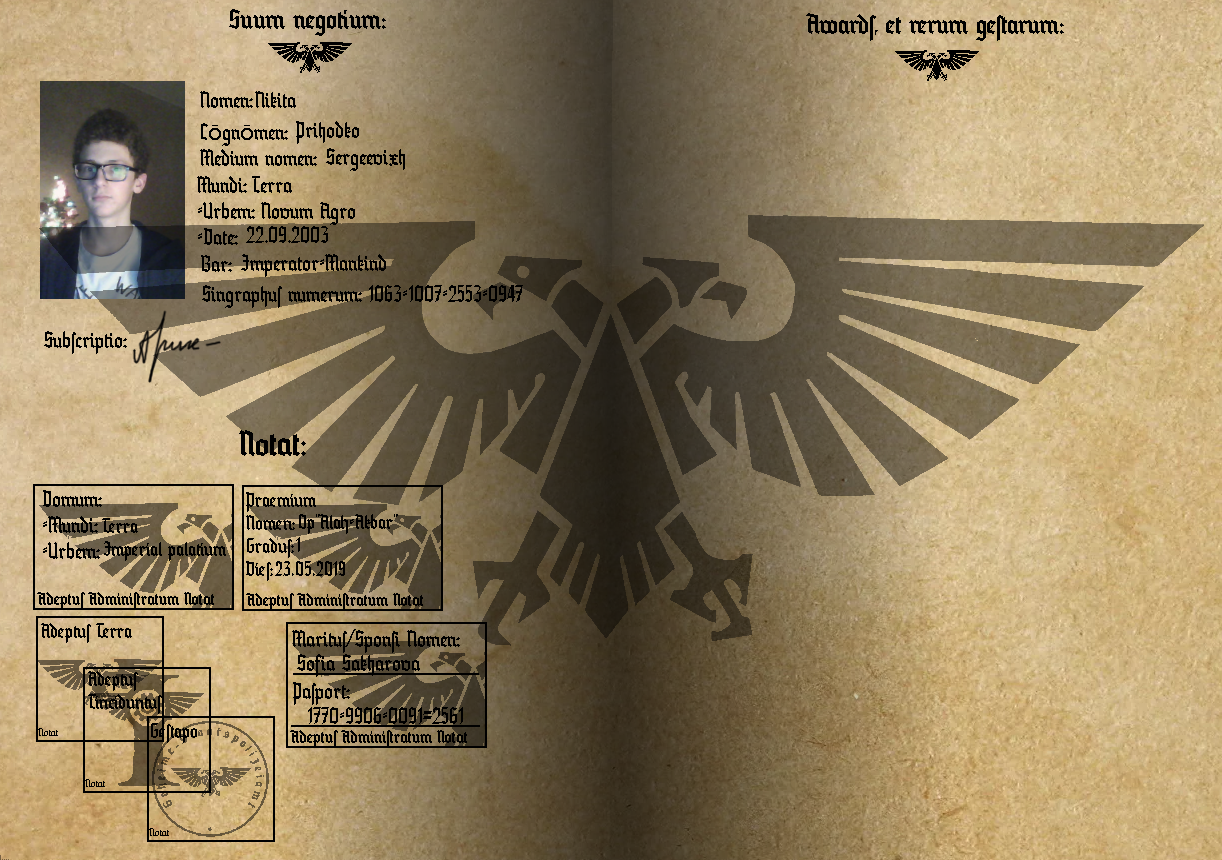 Suum negotium:
Nomen: Nikita
Cōgnōmen: Prihodko
Medium nomen: Sergeevixh
Mundi: Terra
-Urbem: Novum Agro
-Date: 22.09.2003
Bar: Imperator-Mankind
Singraphuſ numerum: 1063-1007-2553-0947
Subſcriptio:
Notat:
Domum:
-Mundi: Terra
-Urbem: Imperial palatium
Adeptuſ Adminiſtratum Notat
Praemium
Nomen: Op"Alah-Akbar"
Graduſ: 1
Dieſ: 23.05.2019
Adeptuſ Adminiſtratum Notat
Adeptuſ Terra
Notat
Adeptuſ
Notat
Geſtapo
Notat
Marituſ/Sponſi Nomen:
Sofia Sakharova
Paſport:
1770-9906-0091=2561
Adeptuſ Adminiſtratum Notat
Awardſ, et rerum geſtarum: